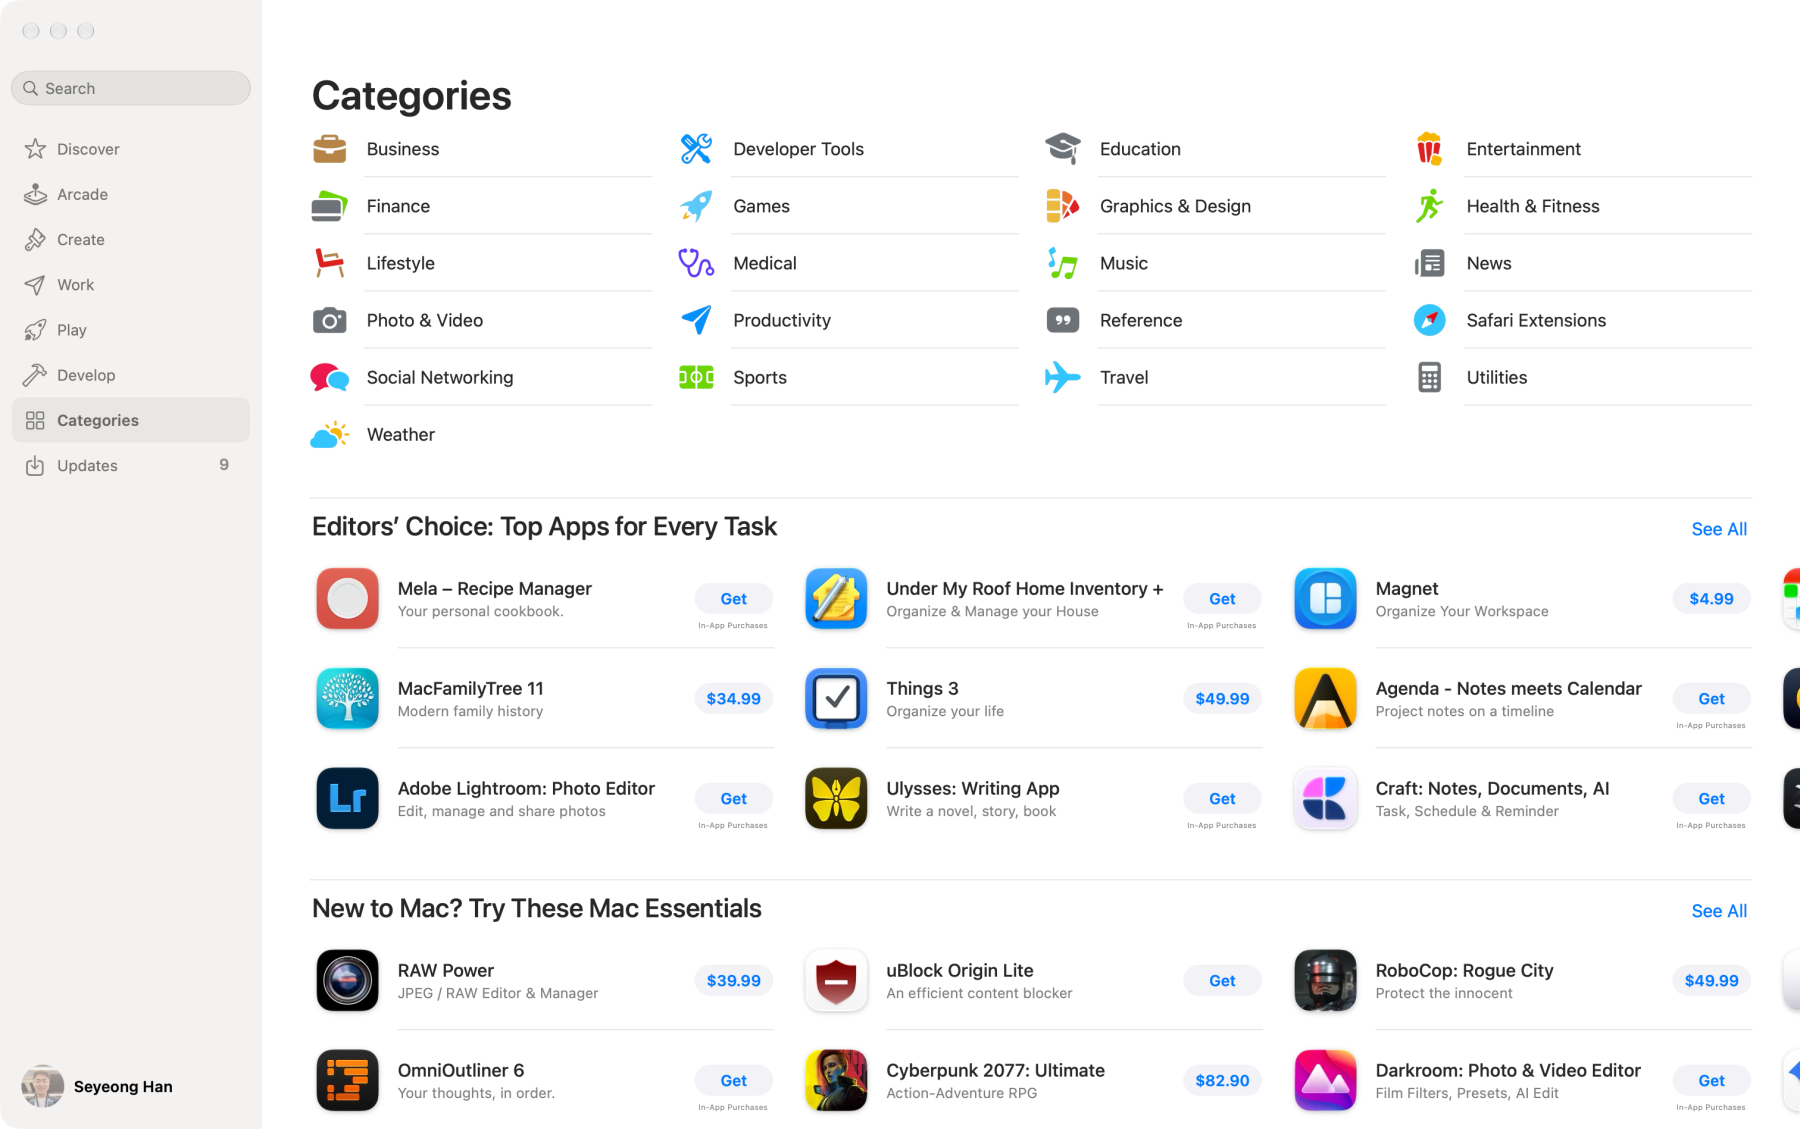 Search
Discover
Arcade
Create
Work
Play
Develop
Categories
Updates 9
Seyeong Han
Categories
Business
Developer Tools
Education
Entertainment
Finance
Games
Graphics & Design
Health & Fitness
Lifestyle
Medical
Music
News
Photo & Video
Productivity
Reference
Safari Extensions
Social Networking
Sports
Travel
Utilities
Weather
Editors’ Choice: Top Apps for Every Task
See All
Mela – Recipe Manager
Your personal cookbook.
Get
In-App Purchases
Under My Roof Home Inventory +
Organize & Manage your House
Get
In-App Purchases
Magnet
Organize Your Workspace
$4.99
MacFamilyTree 11
Modern family history
$34.99
Things 3
Organize your life
$49.99
Agenda - Notes meets Calendar
Project notes on a timeline
Get
In-App Purchases
Lr
Adobe Lightroom: Photo Editor
Edit, manage and share photos
Get
In-App Purchases
Ulysses: Writing App
Write a novel, story, book
Get
In-App Purchases
Craft: Notes, Documents, AI
Task, Schedule & Reminder
Get
In-App Purchases
New to Mac? Try These Mac Essentials
See All
RAW Power
JPEG / RAW Editor & Manager
$39.99
uBlock Origin Lite
An efficient content blocker
Get
RoboCop: Rogue City
Protect the innocent
$49.99
OmniOutliner 6
Your thoughts, in order.
Get
In-App Purchases
Cyberpunk 2077: Ultimate
Action-Adventure RPG
$82.90
Darkroom: Photo & Video Editor
Film Filters, Presets, AI Edit
Get
In-App Purchases